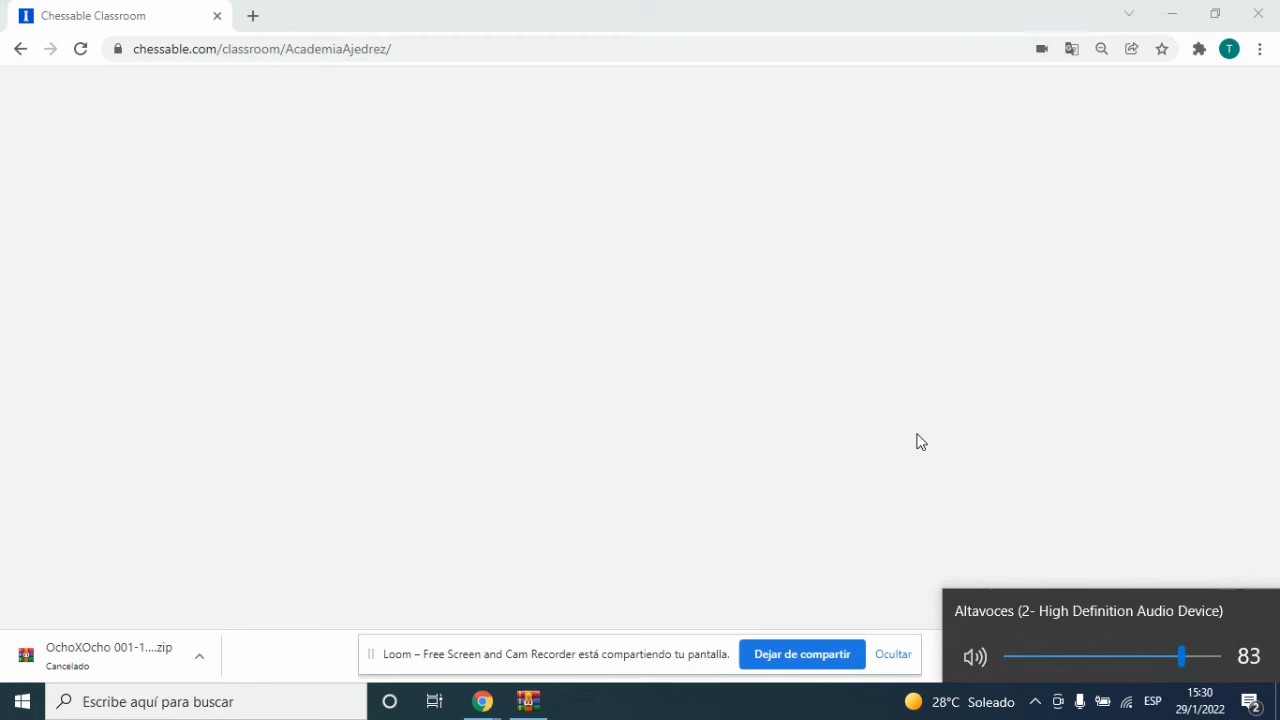 Chessable Classroom
chessable.com/classroom/AcademiaAjedrez/
T
Altavoces (2- High Definition Audio Device)
83
OchoXOcho 001-1....zip
Cancelado
Loom – Free Screen and Cam Recorder está compartiendo tu pantalla.
Dejar de compartir
Ocultar
Escribe aquí para buscar
28°C Soleado
ESP
15:30
29/1/2022
2